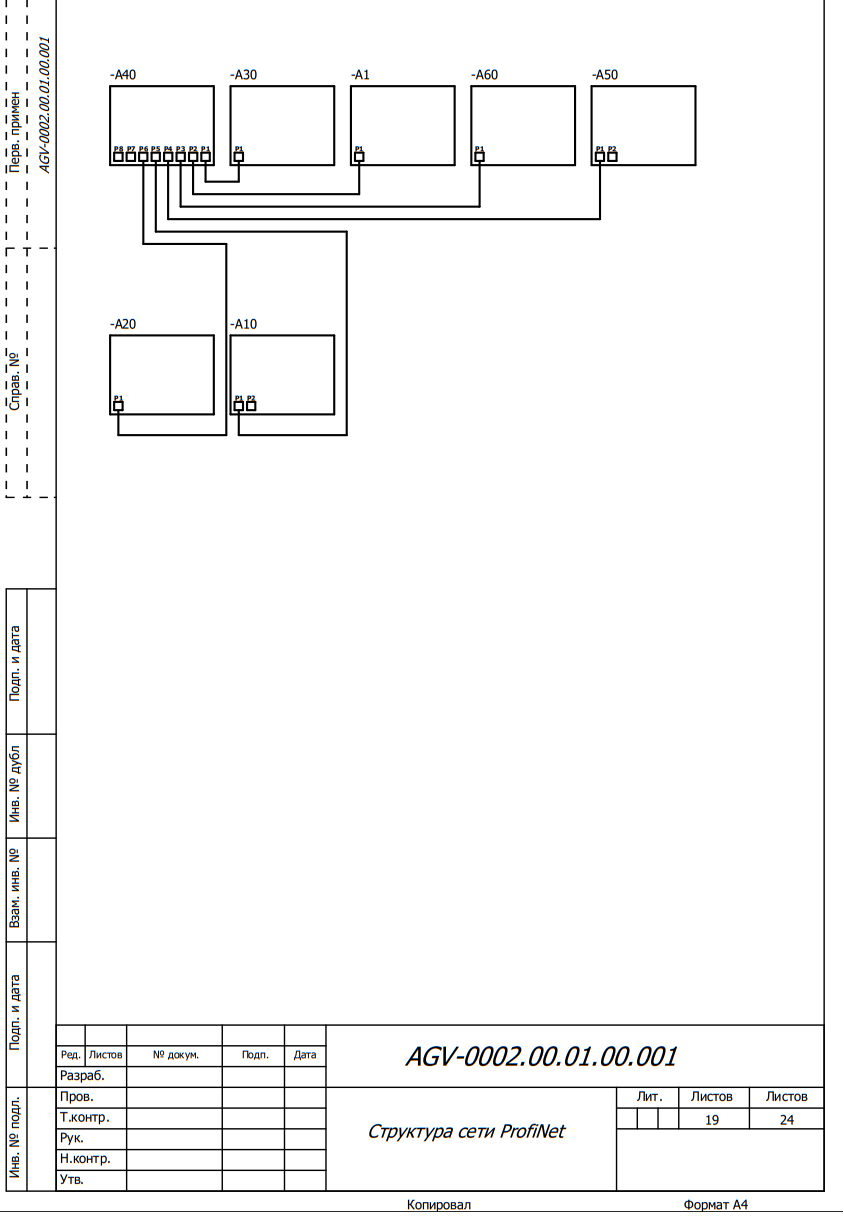 Перв. примен
AGV-0002.00.01.00.001
Справ. №
Подп. и дата
Инв. № дубл
Взам. инв. №
Подп. и дата
Инв. № подл.
-A40
-A30
-A1
-A60
-A50
P8 P7 P6 P5 P4 P3 P2 P1
P1
P1
P1
P1 P2
-A20
-A10
P1
P1 P2
AGV-0002.00.01.00.001
Ред. Листов № докум. Подп. Дата
Разраб.
Пров.
Т.контр.
Рук.
Н.контр.
Утв.
Структура сети ProfiNet
Лит. Листов Листов
19 24
Копировал Формат A4